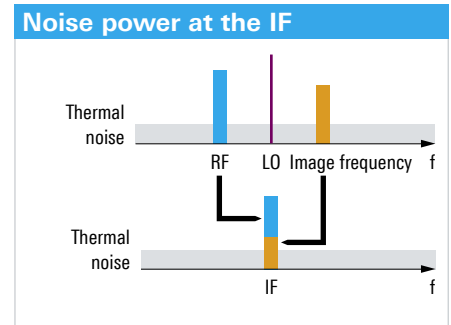 Noise power at the IF
Thermal
noise
RF LO Image frequency f
Thermal
noise
IF f